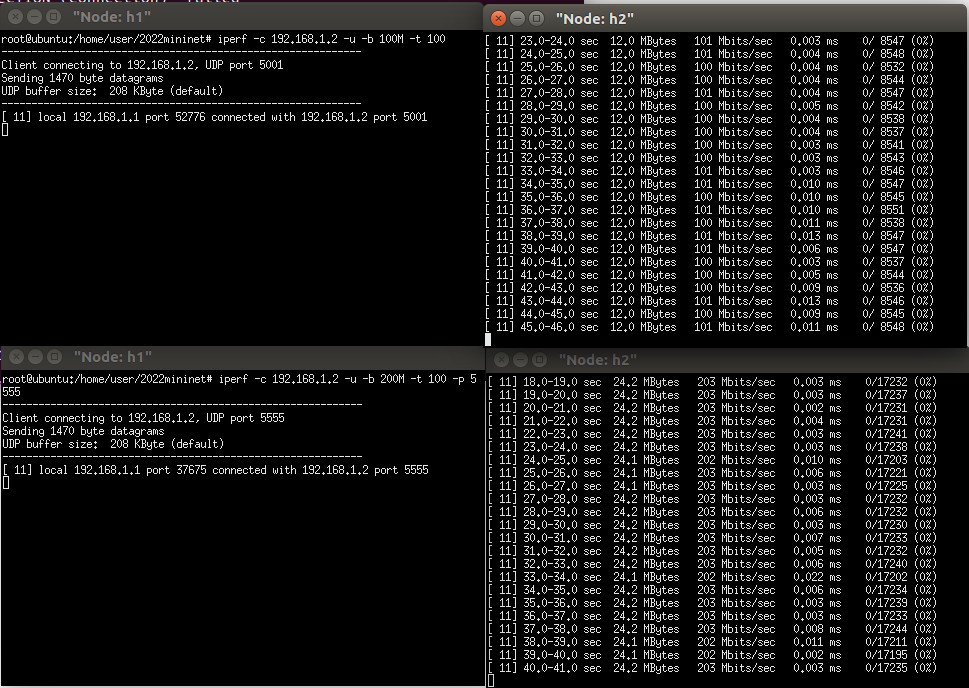 "Node: h1"
root@ubuntu:/home/user/2022mininet# iperf -c 192.168.1.2 -u -b 100M -t 100
------------------------------------------------------------
Client connecting to 192.168.1.2, UDP port 5001
Sending 1470 byte datagrams
UDP buffer size:  208 KByte (default)
------------------------------------------------------------
[ 11] local 192.168.1.1 port 52776 connected with 192.168.1.2 port 5001
"Node: h2"
[ 11] 23.0-24.0 sec  12.0 MBytes   101 Mbits/sec   0.003 ms    0/ 8547 (0%)
[ 11] 24.0-25.0 sec  12.0 MBytes   101 Mbits/sec   0.004 ms    0/ 8548 (0%)
[ 11] 25.0-26.0 sec  12.0 MBytes   100 Mbits/sec   0.004 ms    0/ 8532 (0%)
[ 11] 26.0-27.0 sec  12.0 MBytes   100 Mbits/sec   0.004 ms    0/ 8544 (0%)
[ 11] 27.0-28.0 sec  12.0 MBytes   101 Mbits/sec   0.004 ms    0/ 8547 (0%)
[ 11] 28.0-29.0 sec  12.0 MBytes   100 Mbits/sec   0.005 ms    0/ 8542 (0%)
[ 11] 29.0-30.0 sec  12.0 MBytes   100 Mbits/sec   0.004 ms    0/ 8538 (0%)
[ 11] 30.0-31.0 sec  12.0 MBytes   100 Mbits/sec   0.004 ms    0/ 8537 (0%)
[ 11] 31.0-32.0 sec  12.0 MBytes   100 Mbits/sec   0.003 ms    0/ 8541 (0%)
[ 11] 32.0-33.0 sec  12.0 MBytes   100 Mbits/sec   0.003 ms    0/ 8543 (0%)
[ 11] 33.0-34.0 sec  12.0 MBytes   101 Mbits/sec   0.003 ms    0/ 8546 (0%)
[ 11] 34.0-35.0 sec  12.0 MBytes   101 Mbits/sec   0.010 ms    0/ 8547 (0%)
[ 11] 35.0-36.0 sec  12.0 MBytes   100 Mbits/sec   0.010 ms    0/ 8545 (0%)
[ 11] 36.0-37.0 sec  12.0 MBytes   101 Mbits/sec   0.010 ms    0/ 8551 (0%)
[ 11] 37.0-38.0 sec  12.0 MBytes   100 Mbits/sec   0.011 ms    0/ 8538 (0%)
[ 11] 38.0-39.0 sec  12.0 MBytes   101 Mbits/sec   0.013 ms    0/ 8547 (0%)
[ 11] 39.0-40.0 sec  12.0 MBytes   101 Mbits/sec   0.006 ms    0/ 8547 (0%)
[ 11] 40.0-41.0 sec  12.0 MBytes   100 Mbits/sec   0.003 ms    0/ 8537 (0%)
[ 11] 41.0-42.0 sec  12.0 MBytes   100 Mbits/sec   0.005 ms    0/ 8544 (0%)
[ 11] 42.0-43.0 sec  12.0 MBytes   100 Mbits/sec   0.009 ms    0/ 8536 (0%)
[ 11] 43.0-44.0 sec  12.0 MBytes   101 Mbits/sec   0.013 ms    0/ 8546 (0%)
[ 11] 44.0-45.0 sec  12.0 MBytes   100 Mbits/sec   0.009 ms    0/ 8545 (0%)
[ 11] 45.0-46.0 sec  12.0 MBytes   101 Mbits/sec   0.011 ms    0/ 8548 (0%)
"Node: h1"
root@ubuntu:/home/user/2022mininet# iperf -c 192.168.1.2 -u -b 200M -t 100 -p 5
555
------------------------------------------------------------
Client connecting to 192.168.1.2, UDP port 5555
Sending 1470 byte datagrams
UDP buffer size:  208 KByte (default)
------------------------------------------------------------
[ 11] local 192.168.1.1 port 37675 connected with 192.168.1.2 port 5555
"Node: h2"
[ 11] 18.0-19.0 sec  24.2 MBytes   203 Mbits/sec   0.003 ms    0/17232 (0%)
[ 11] 19.0-20.0 sec  24.2 MBytes   203 Mbits/sec   0.003 ms    0/17237 (0%)
[ 11] 20.0-21.0 sec  24.2 MBytes   203 Mbits/sec   0.002 ms    0/17231 (0%)
[ 11] 21.0-22.0 sec  24.2 MBytes   203 Mbits/sec   0.004 ms    0/17231 (0%)
[ 11] 22.0-23.0 sec  24.2 MBytes   203 Mbits/sec   0.003 ms    0/17241 (0%)
[ 11] 23.0-24.0 sec  24.2 MBytes   203 Mbits/sec   0.003 ms    0/17238 (0%)
[ 11] 24.0-25.0 sec  24.1 MBytes   202 Mbits/sec   0.010 ms    0/17203 (0%)
[ 11] 25.0-26.0 sec  24.1 MBytes   203 Mbits/sec   0.006 ms    0/17221 (0%)
[ 11] 26.0-27.0 sec  24.1 MBytes   203 Mbits/sec   0.003 ms    0/17225 (0%)
[ 11] 27.0-28.0 sec  24.2 MBytes   203 Mbits/sec   0.003 ms    0/17232 (0%)
[ 11] 28.0-29.0 sec  24.2 MBytes   203 Mbits/sec   0.006 ms    0/17232 (0%)
[ 11] 29.0-30.0 sec  24.2 MBytes   203 Mbits/sec   0.003 ms    0/17230 (0%)
[ 11] 30.0-31.0 sec  24.2 MBytes   203 Mbits/sec   0.007 ms    0/17233 (0%)
[ 11] 31.0-32.0 sec  24.2 MBytes   203 Mbits/sec   0.005 ms    0/17232 (0%)
[ 11] 32.0-33.0 sec  24.2 MBytes   203 Mbits/sec   0.006 ms    0/17240 (0%)
[ 11] 33.0-34.0 sec  24.1 MBytes   202 Mbits/sec   0.022 ms    0/17202 (0%)
[ 11] 34.0-35.0 sec  24.2 MBytes   203 Mbits/sec   0.006 ms    0/17234 (0%)
[ 11] 35.0-36.0 sec  24.2 MBytes   203 Mbits/sec   0.003 ms    0/17239 (0%)
[ 11] 36.0-37.0 sec  24.2 MBytes   203 Mbits/sec   0.003 ms    0/17233 (0%)
[ 11] 37.0-38.0 sec  24.2 MBytes   203 Mbits/sec   0.008 ms    0/17244 (0%)
[ 11] 38.0-39.0 sec  24.1 MBytes   202 Mbits/sec   0.011 ms    0/17211 (0%)
[ 11] 39.0-40.0 sec  24.1 MBytes   202 Mbits/sec   0.002 ms    0/17195 (0%)
[ 11] 40.0-41.0 sec  24.2 MBytes   203 Mbits/sec   0.003 ms    0/17235 (0%)